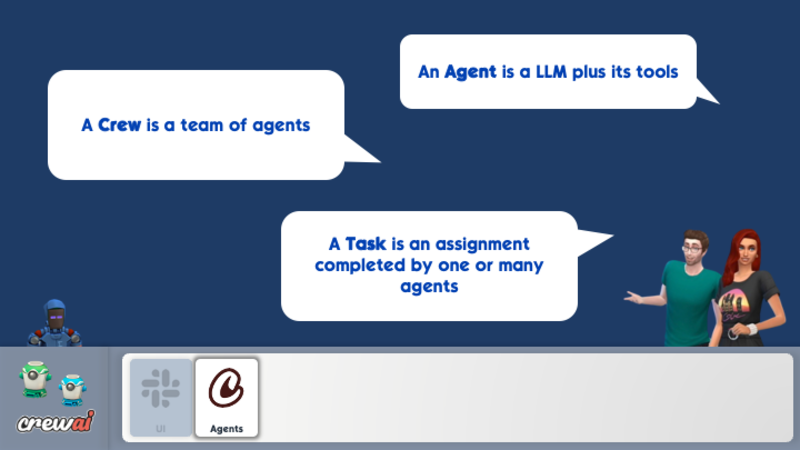 An Agent is a LLM plus its tools
A Crew is a team of agents
A Task is an assignment
completed by one or many
agents
crewai
UI
Agents